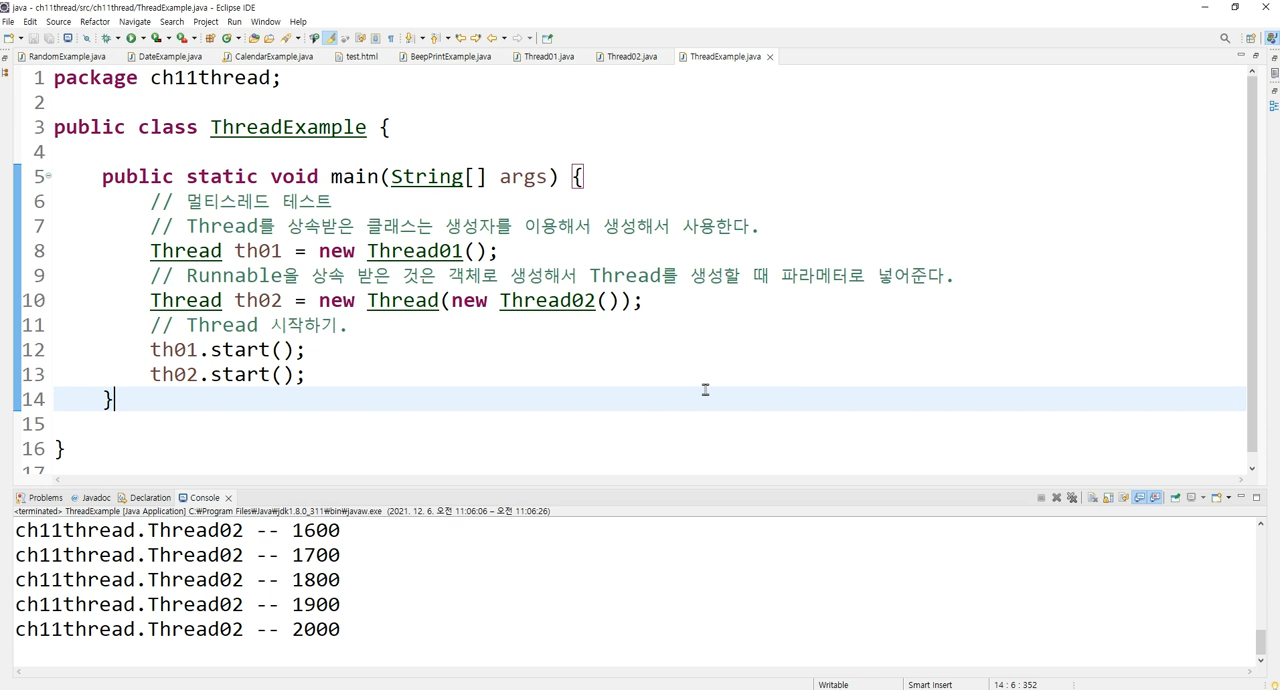 java - ch11thread/src/ch11thread/ThreadExample.java - Eclipse IDE
File Edit Source Refactor Navigate Search Project Run Window Help
RandomExample.java DateExample.java CalendarExample.java test.html BeepPrintExample.java Thread01.java Thread02.java ThreadExample.java
1 package ch11thread;
2
3 public class ThreadExample {
4
5 public static void main(String[] args) {
6 // 멀티스레드 테스트
7 // Thread를 상속받은 클래스는 생성자를 이용해서 생성해서 사용한다.
8 Thread th01 = new Thread01();
9 // Runnable을 상속 받은 것은 객체로 생성해서 Thread를 생성할 때 파라메터로 넣어준다.
10 Thread th02 = new Thread(new Thread02());
11 // Thread 시작하기.
12 th01.start();
13 th02.start();
14 }
15
16 }
17
Problems Javadoc Declaration Console
<terminated> ThreadExample [Java Application] C:₩Program Files₩Java₩jdk1.8.0_311₩bin₩javaw.exe (2021. 12. 6. 오전 11:06:06 – 오전 11:06:26)
ch11thread.Thread02 -- 1600
ch11thread.Thread02 -- 1700
ch11thread.Thread02 -- 1800
ch11thread.Thread02 -- 1900
ch11thread.Thread02 -- 2000
Writable Smart Insert 14 : 6 : 352